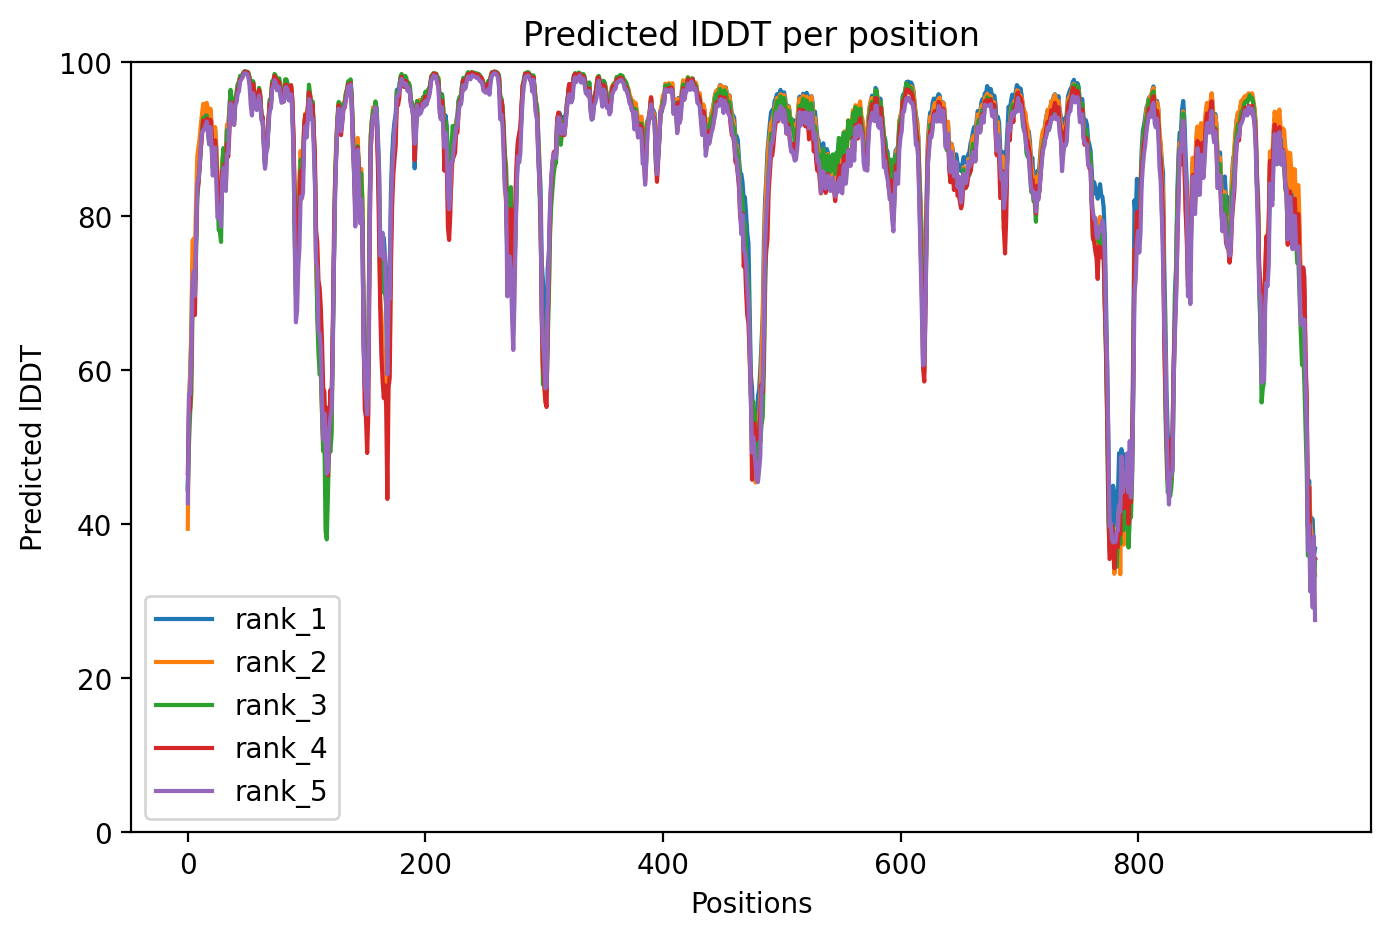 Predicted lDDT per position
100
80
60
40
20
0
Predicted lDDT
rank_1
rank_2
rank_3
rank_4
rank_5
0 200 400 600 800
Positions